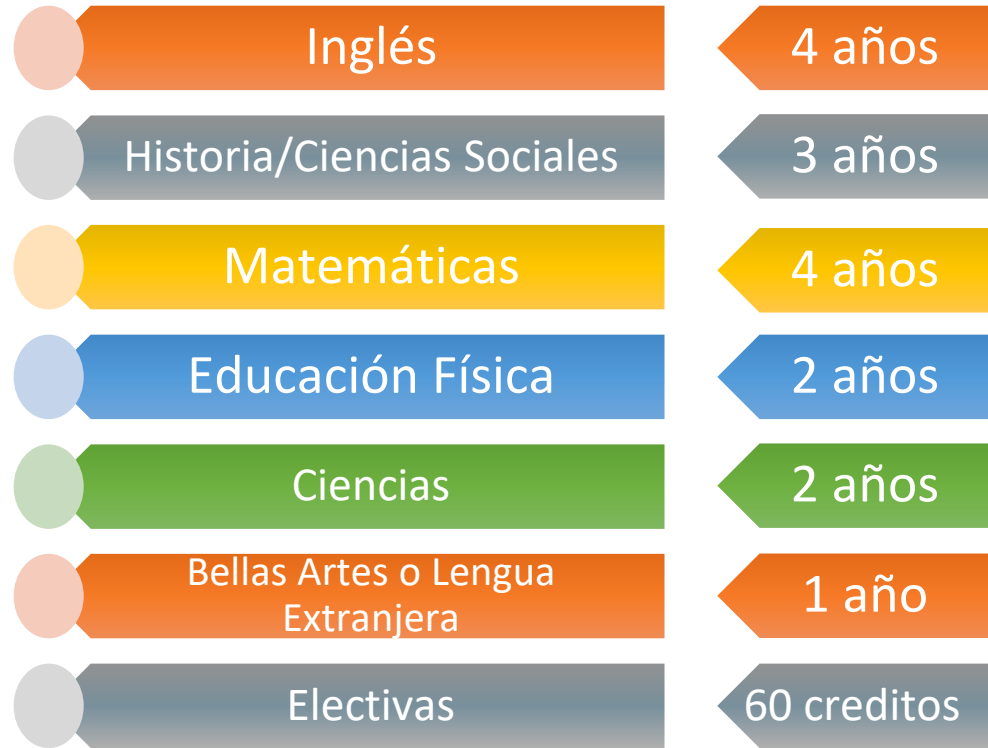 Inglés
4 años
Historia/Ciencias Sociales
3 años
Matemáticas
4 años
Educación Física
2 años
Ciencias
2 años
Bellas Artes o Lengua
Extranjera
1 año
Electivas
60 creditos